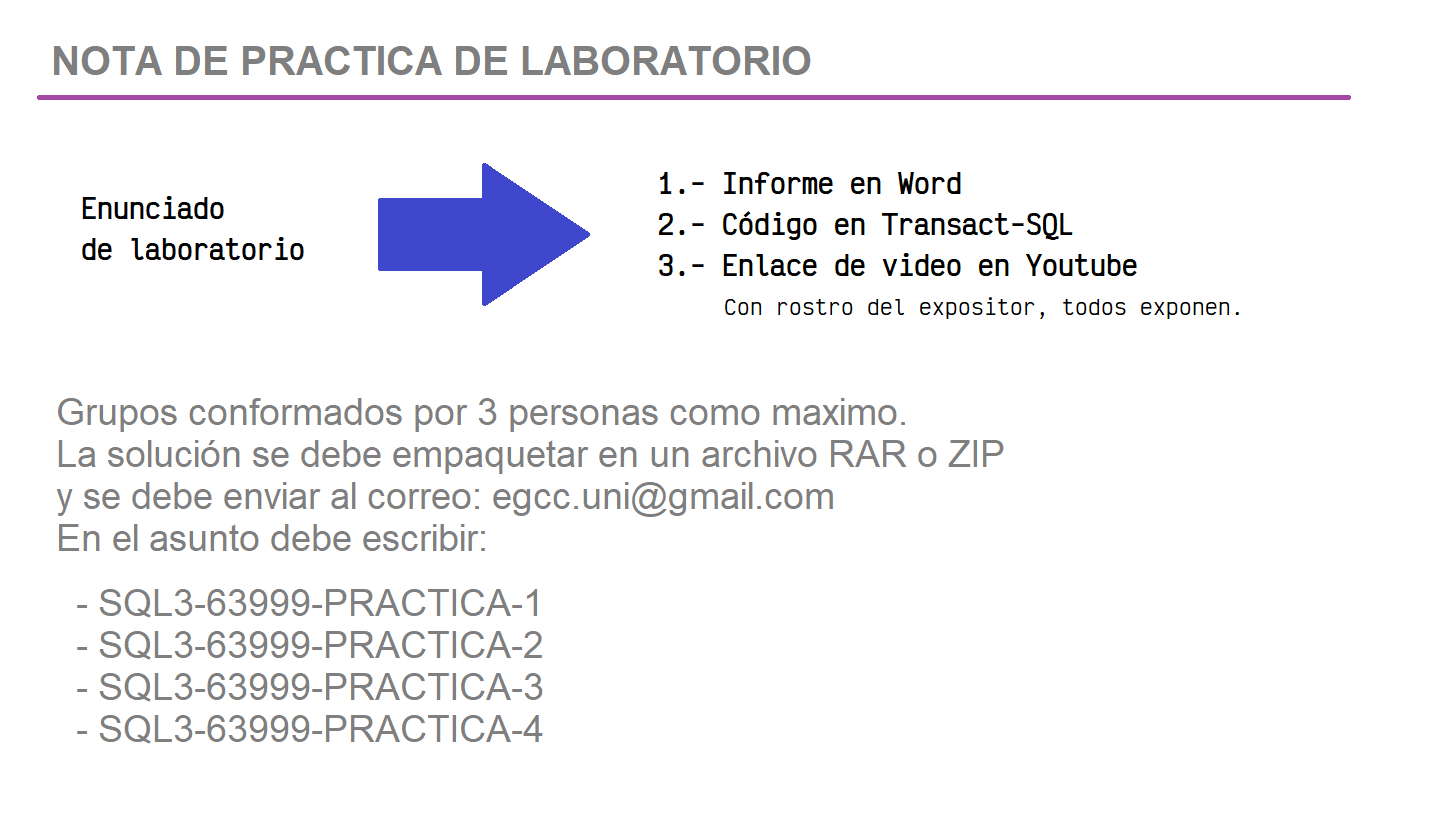 NOTA DE PRACTICA DE LABORATORIO
Enunciado
de laboratorio
1.- Informe en Word
2.- Código en Transact-SQL
3.- Enlace de video en Youtube
Con rostro del expositor, todos exponen.
Grupos conformados por 3 personas como maximo.
La solución se debe empaquetar en un archivo RAR o ZIP
y se debe enviar al correo: egcc.uni@gmail.com
En el asunto debe escribir:
- SQL3-63999-PRACTICA-1
- SQL3-63999-PRACTICA-2
- SQL3-63999-PRACTICA-3
- SQL3-63999-PRACTICA-4